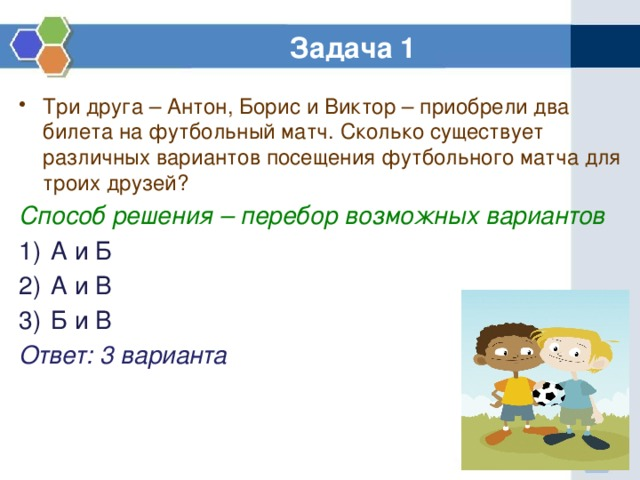 Задача 1
• Три друга – Антон, Борис и Виктор – приобрели два
билета на футбольный матч. Сколько существует
различных вариантов посещения футбольного матча для
троих друзей?
Способ решения – перебор возможных вариантов
1) А и Б
2) А и В
3) Б и В
Ответ: 3 варианта